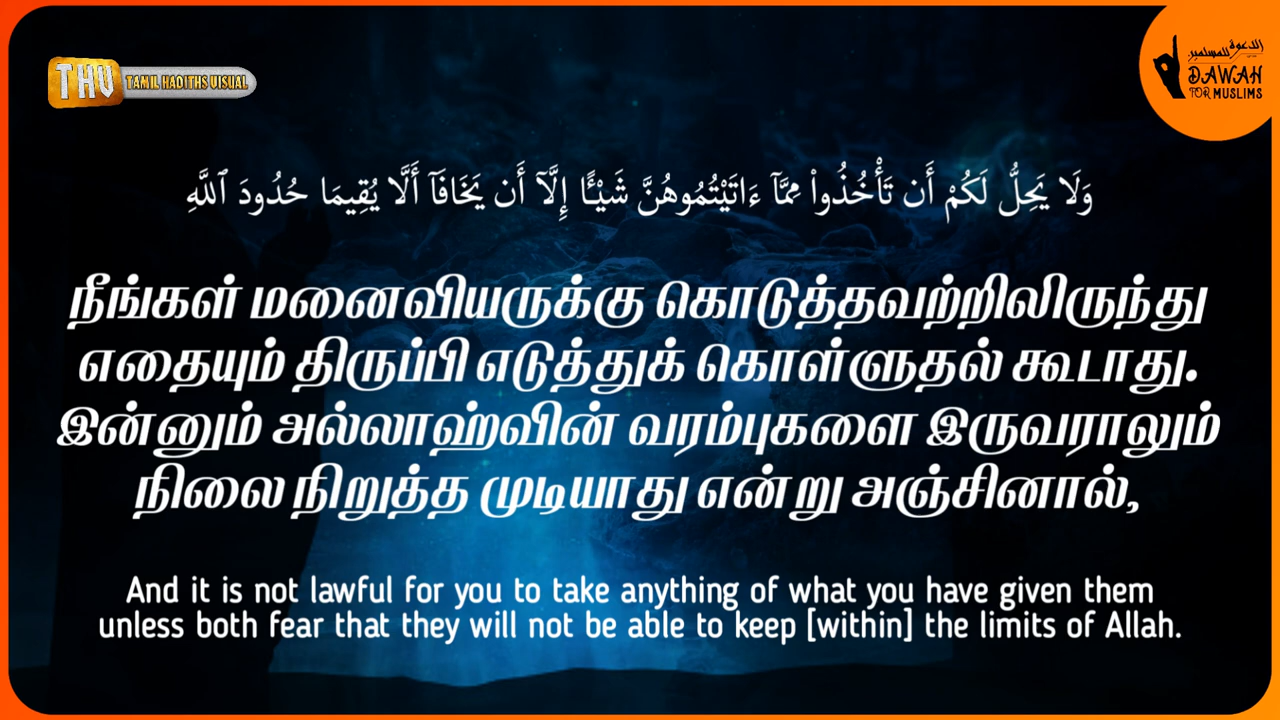 THV TAMIL HADITHS VISUAL
الدعوة للمسلمين
DAWAH
FOR MUSLIMS
وَلَا يَحِلُّ لَكُمْ أَن تَأْخُذُوا۟ مِمَّآ ءَاتَيْتُمُوهُنَّ شَيْـًٔا إِلَّآ أَن يَخَافَآ أَلَّا يُقِيمَا حُدُودَ ٱللَّهِ
நீங்கள் மனைவியருக்கு கொடுத்தவற்றிலிருந்து
எதையும் திருப்பி எடுத்துக் கொள்ளுதல் கூடாது.
இன்னும் அல்லாஹ்வின் வரம்புகளை இருவராலும்
நிலை நிறுத்த முடியாது என்று அஞ்சினால்,
And it is not lawful for you to take anything of what you have given them
unless both fear that they will not be able to keep [within] the limits of Allah.